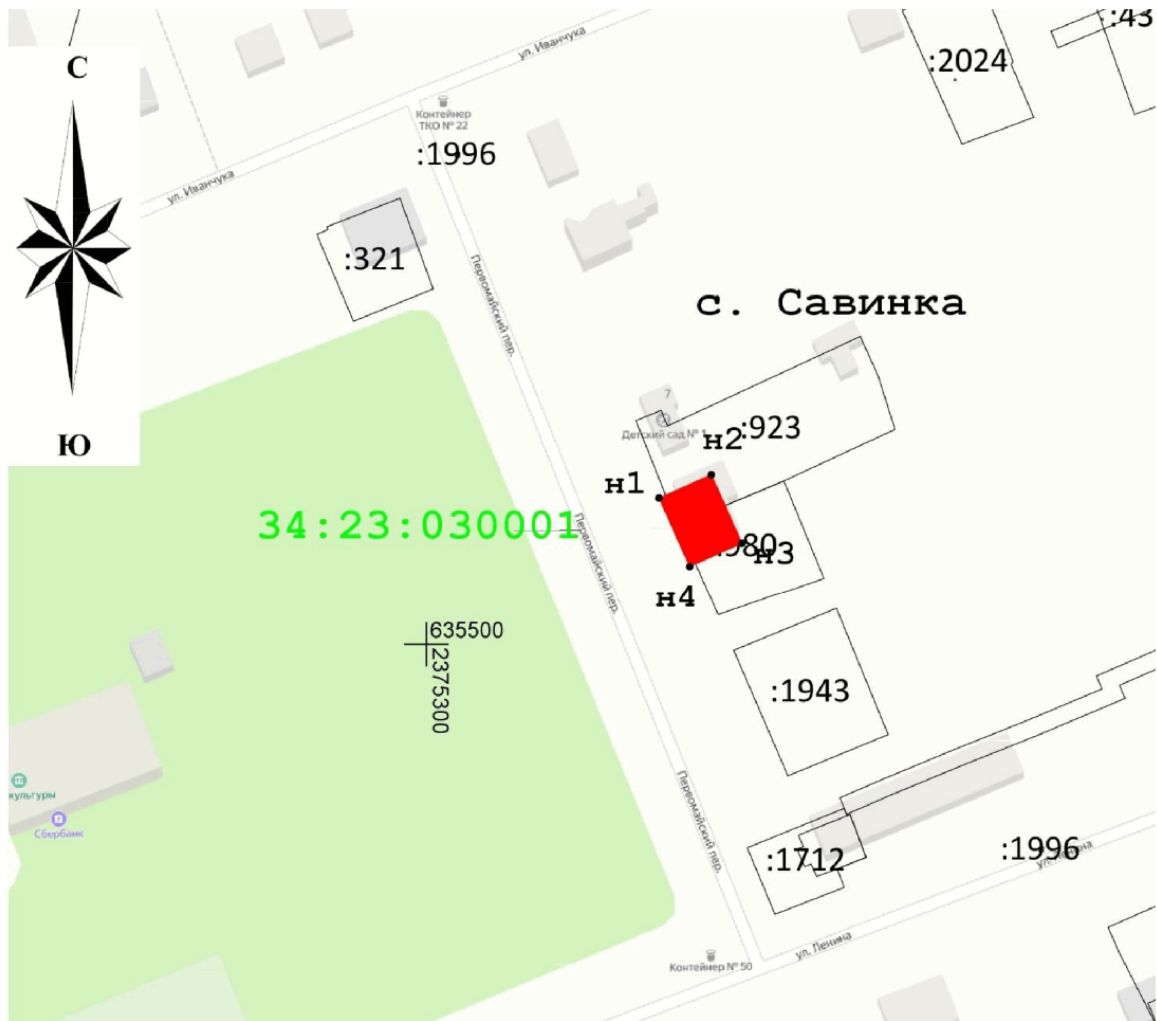 :43
С
ул. Иванчука
:2024
Контейнер
ТКО № 22
:1996
ул. Иванчука
:321
Первомайский пер.
с. Савинка
7
Детский сад № 1
:923
н2
н1
34:23:030001
Первомайский пер.
:980
н3
н4
Ю
635500
2375300
:1943
Первомайский пер.
культуры
Сбербанк
:1712
:1996
ул. Ленина
ул. Ленина
Контейнер № 50